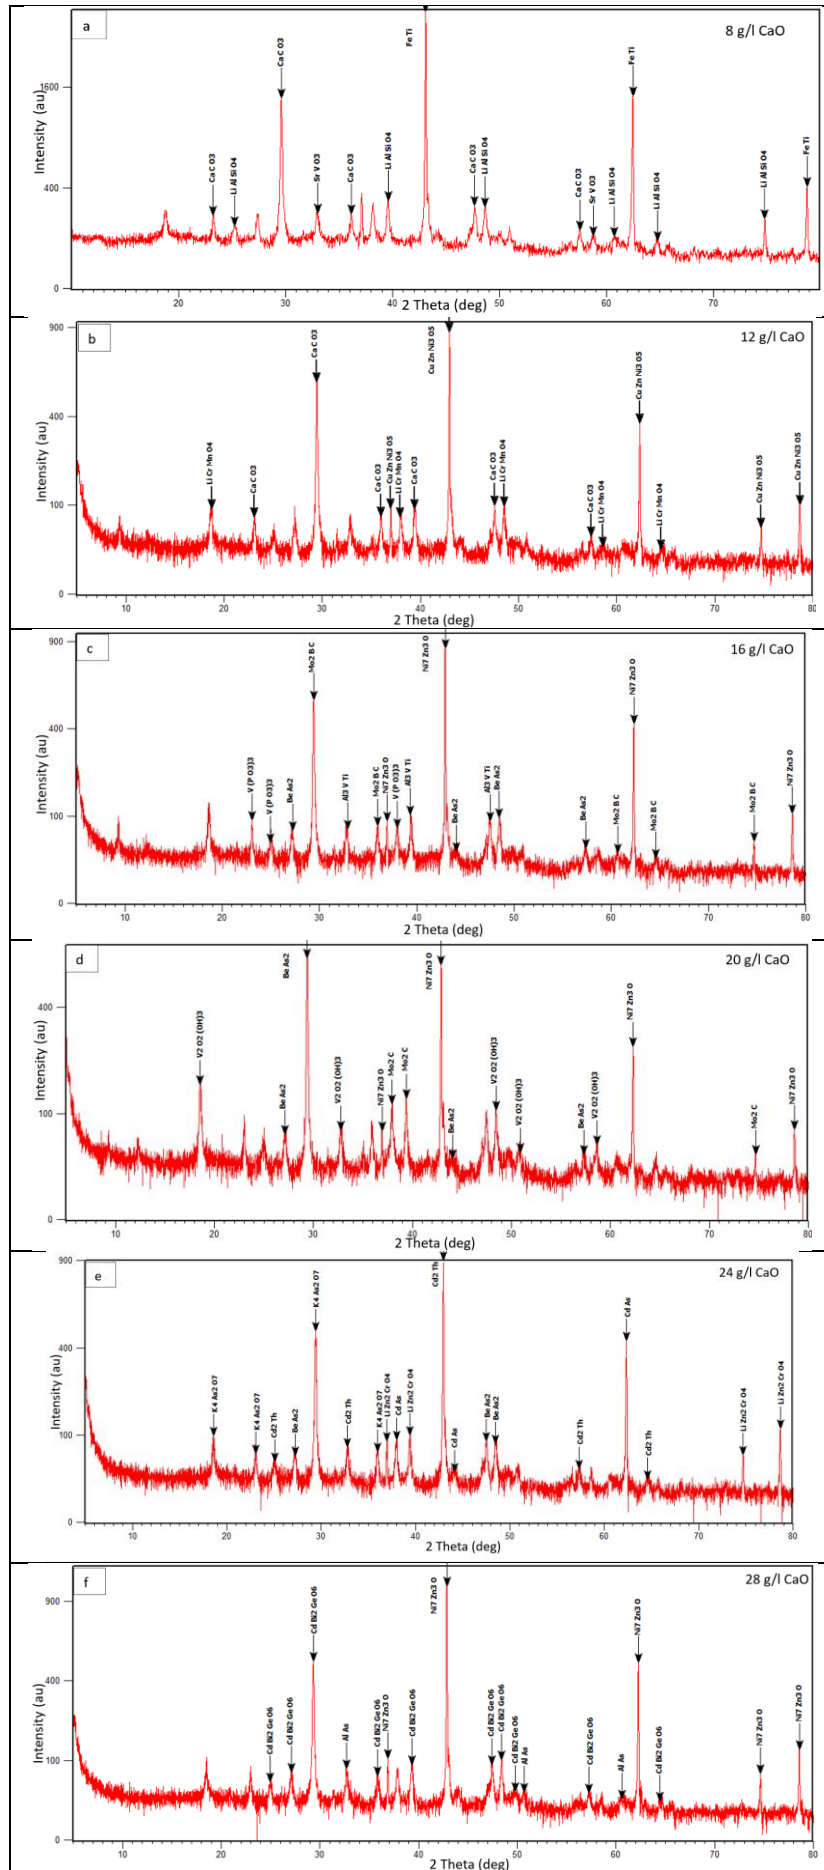 a
8 g/l CaO
Intensity (au)
1600
400
0
Ca C O3
Li Al Si O4
Ca C O3
Sr V O3
Ca C O3
Li Al Si O4
Fe Ti
Ca C O3
Li Al Si O4
Ca C O3
Sr V O3
Li Al Si O4
Fe Ti
Li Al Si O4
Li Al Si O4
Fe Ti
20 30 40 50 60 70
2 Theta (deg)
b
12 g/l CaO
Intensity (au)
900
400
100
0
Li Cr Mn O4
Ca C O3
Ca C O3
Ca C O3
Cu Zn Ni3 O5
Li Cr Mn O4
Ca C O3
Cu Zn Ni3 O5
Ca C O3
Li Cr Mn O4
Ca C O3
Li Cr Mn O4
Cu Zn Ni3 O5
Li Cr Mn O4
Cu Zn Ni3 O5
Cu Zn Ni3 O5
10 20 30 40 50 60 70 80
2 Theta (deg)
c
16 g/l CaO
Intensity (au)
900
400
100
0
V (P O3)3
V (P O3)3
Be As2
Mo2 B C
Al3 V Ti
Mo2 B C
Ni7 Zn3 O
V (P O3)3
Al3 V Ti
Ni7 Zn3 O
Be As2
Al3 V Ti
Be As2
Be As2
Mo2 B C
Ni7 Zn3 O
Mo2 B C
Mo2 B C
Ni7 Zn3 O
10 20 30 40 50 60 70 80
2 Theta (deg)
d
20 g/l CaO
Intensity (au)
400
100
0
V2 O2 (OH)3
Be As2
Be As2
V2 O2 (OH)3
Ni7 Zn3 O
Mo2 C
Mo2 C
Ni7 Zn3 O
Be As2
V2 O2 (OH)3
V2 O2 (OH)3
Be As2
V2 O2 (OH)3
Ni7 Zn3 O
Mo2 C
Ni7 Zn3 O
10 20 30 40 50 60 70 80
2 Theta (deg)
e
24 g/l CaO
Intensity (au)
900
400
100
0
K4 As2 O7
K4 As2 O7
Cd2 Th
Be As2
K4 As2 O7
Cd2 Th
K4 As2 O7
Li Zn2 Cr O4
Cd As
Li Zn2 Cr O4
Cd2 Th
Cd As
Be As2
Be As2
Cd2 Th
Cd As
Cd2 Th
Li Zn2 Cr O4
Li Zn2 Cr O4
10 20 30 40 50 60 70 80
2 Theta (deg)
f
28 g/l CaO
Intensity (au)
900
400
100
0
Cd Bi2 Ge O6
Cd Bi2 Ge O6
Cd Bi2 Ge O6
Al As
Cd Bi2 Ge O6
Ni7 Zn3 O
Cd Bi2 Ge O6
Ni7 Zn3 O
Cd Bi2 Ge O6
Cd Bi2 Ge O6
Cd Bi2 Ge O6
Al As
Cd Bi2 Ge O6
Al As
Ni7 Zn3 O
Cd Bi2 Ge O6
Ni7 Zn3 O
Ni7 Zn3 O
10 20 30 40 50 60 70 80
2 Theta (deg)